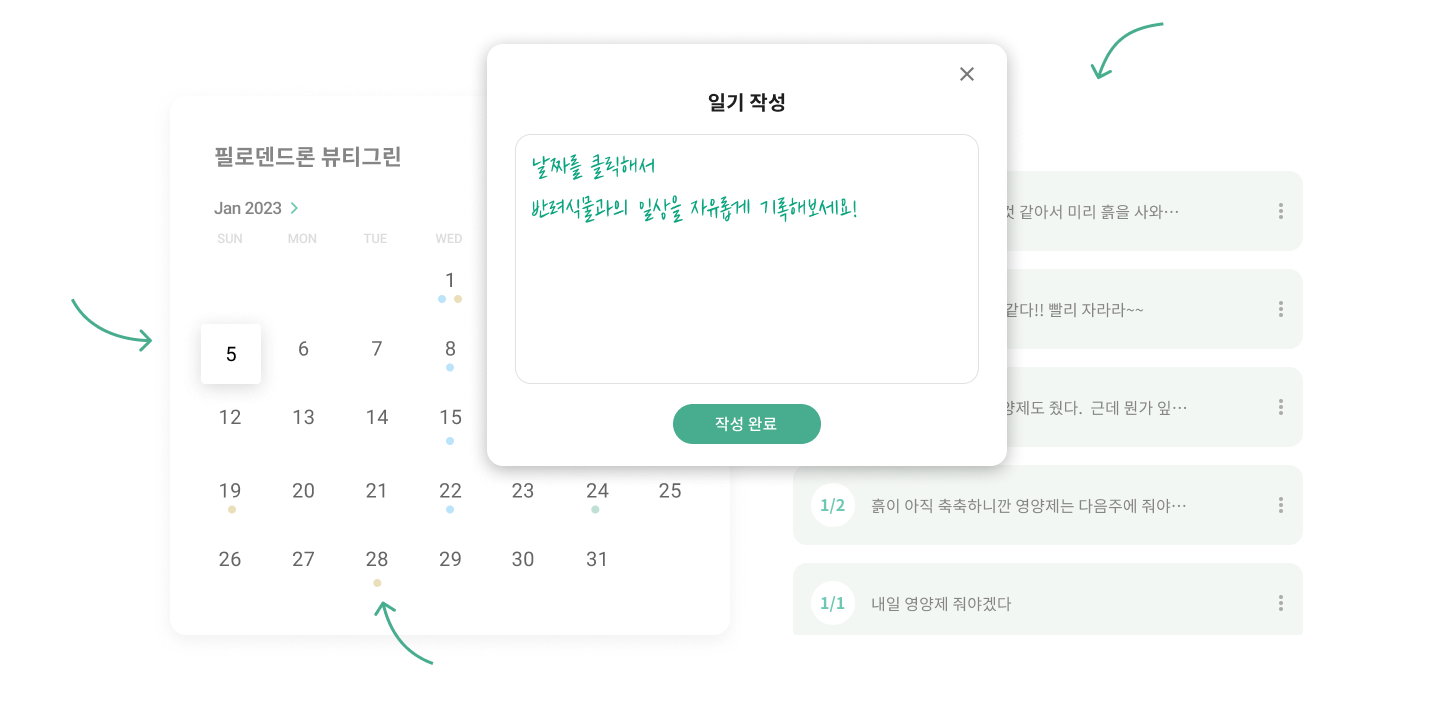 일기 작성
날짜를 클릭해서
반려식물과의 일상을 자유롭게 기록해보세요!
작성 완료
필로덴드론 뷰티그린
Jan 2023
SUN MON TUE WED
1
5 6 7 8
12 13 14 15
19 20 21 22 23 24 25
26 27 28 29 30 31
것 같아서 미리 흙을 사와…
같다!! 빨리 자라라~~
양제도 줬다. 근데 뭔가 잎…
1/2 흙이 아직 축축하니깐 영양제는 다음주에 줘야…
1/1 내일 영양제 줘야겠다